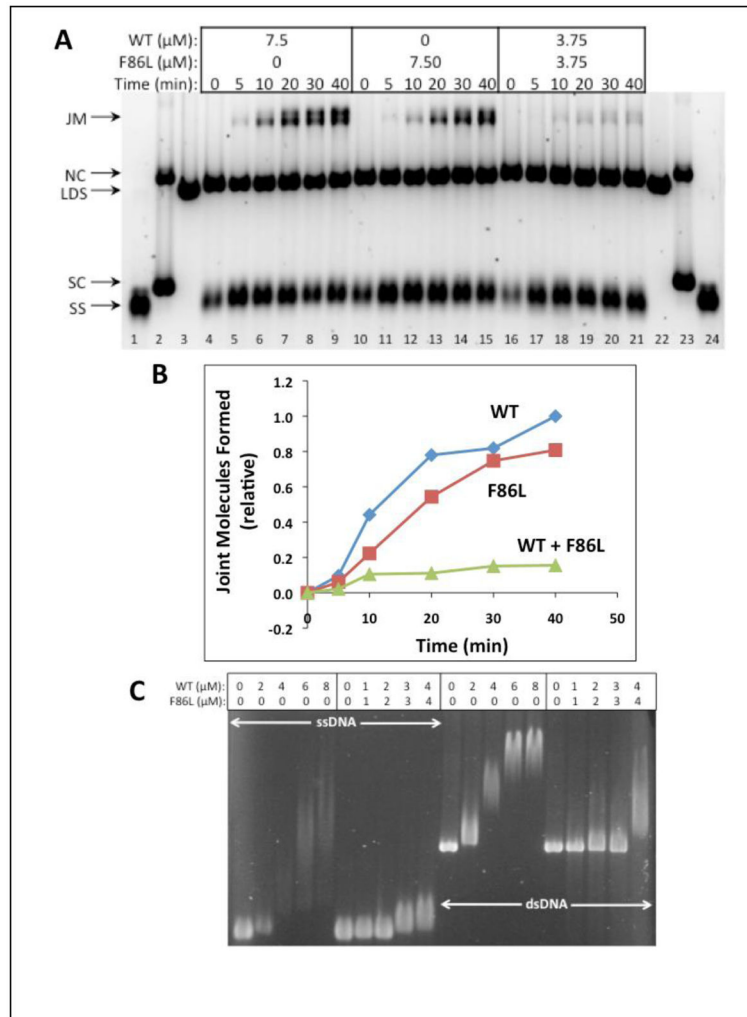 A
WT (μM): 7.5 0 3.75
F86L (μM): 0 7.50 3.75
Time (min): 0 5 10 20 30 40 0 5 10 20 30 40 0 5 10 20 30 40
JM
NC
LDS
SC
SS
1 2 3 4 5 6 7 8 9 10 11 12 13 14 15 16 17 18 19 20 21 22 23 24
B
Joint Molecules Formed
(relative)
1.2
1.0
0.8
0.6
0.4
0.2
0.0
-0.2
WT
F86L
WT + F86L
0 10 20 30 40 50
Time (min)
C
WT (μM): 0 2 4 6 8 0 1 2 3 4 0 2 4 6 8 0 1 2 3 4
F86L (μM): 0 0 0 0 0 0 1 2 3 4 0 0 0 0 0 0 1 2 3 4
ssDNA
dsDNA